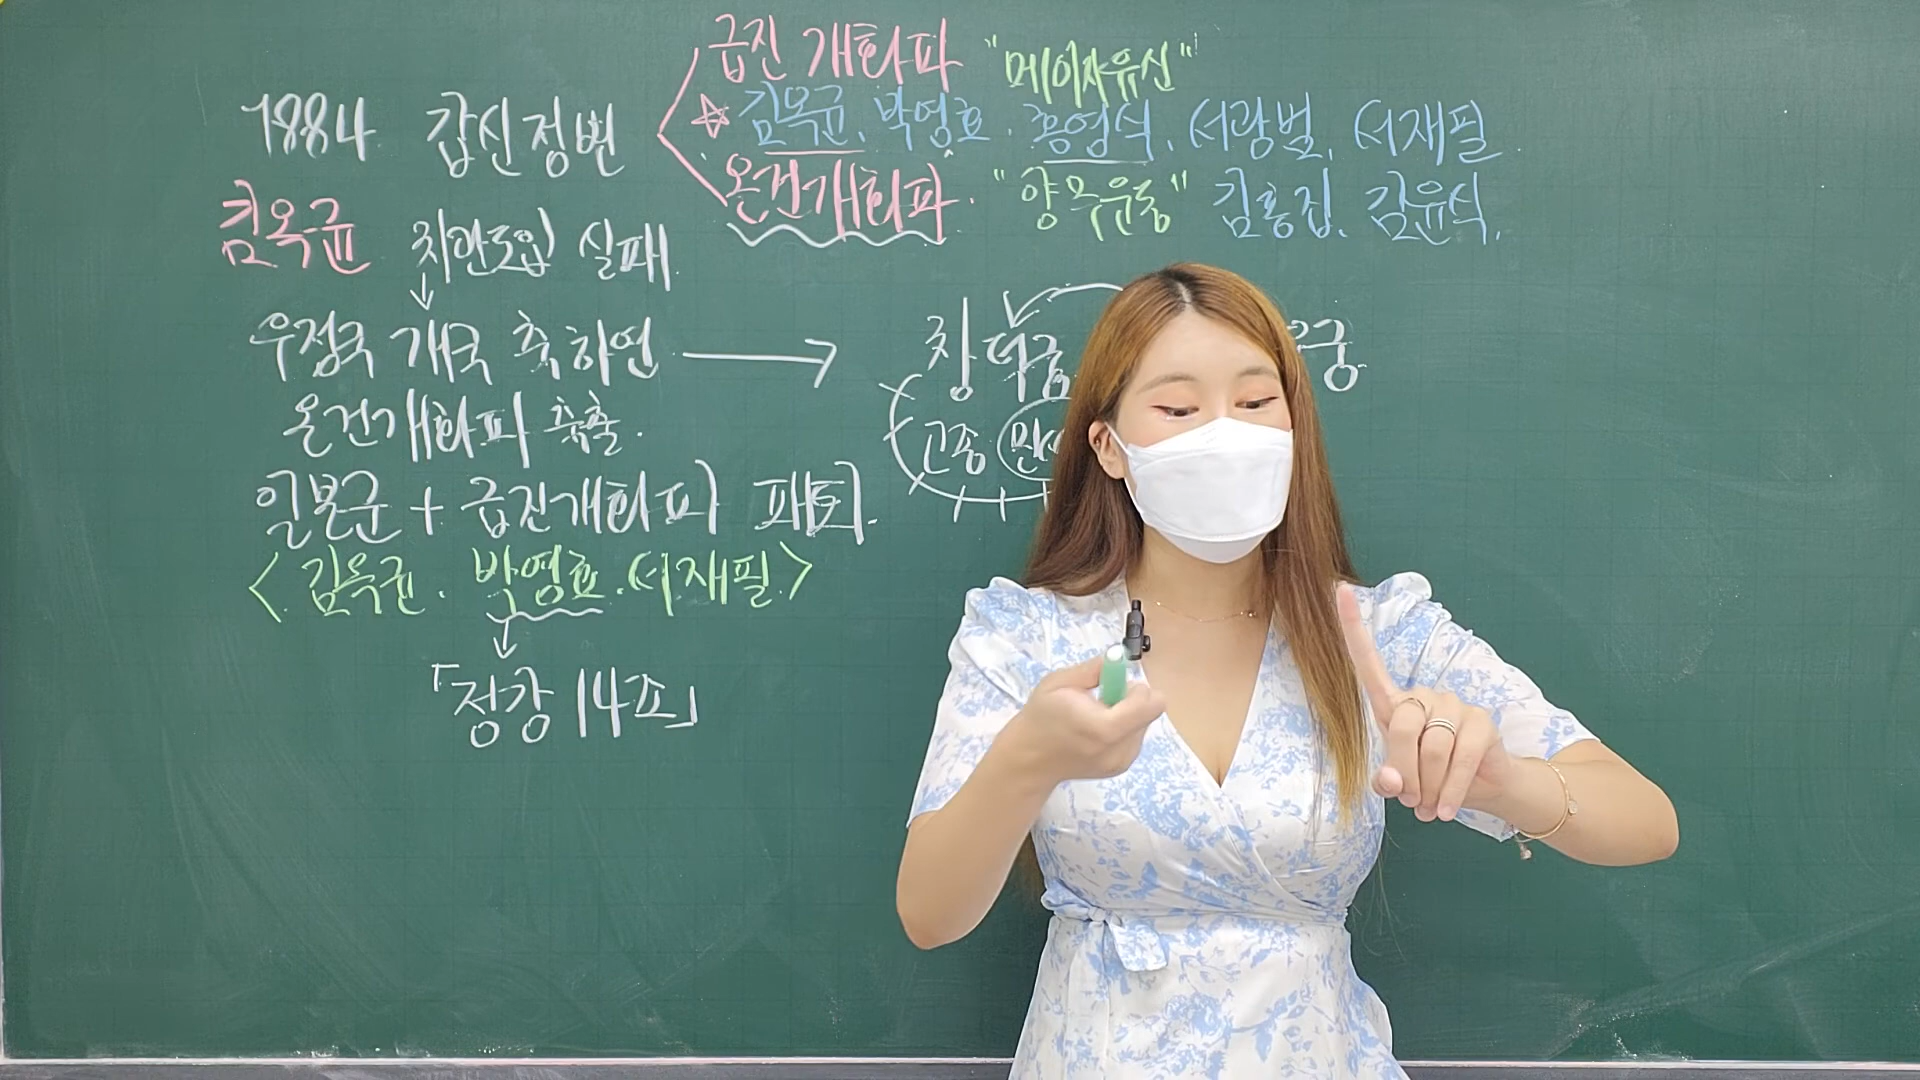 급진개화파 "메이지유신"
1884 갑신정변 ☆ 김옥균. 박영효. 홍영식. 서광범. 서재필
온건개화파. "양무운동" 김홍집. 김윤식.
김옥균 차관도입 실패.
↓
우정국 개국 축하연 → 창덕궁
온건개화파 축출.
고종
일본군 + 급진개화파 패퇴.
< 김옥균. 박영효. 서재필 >
↓
「정강 14조」